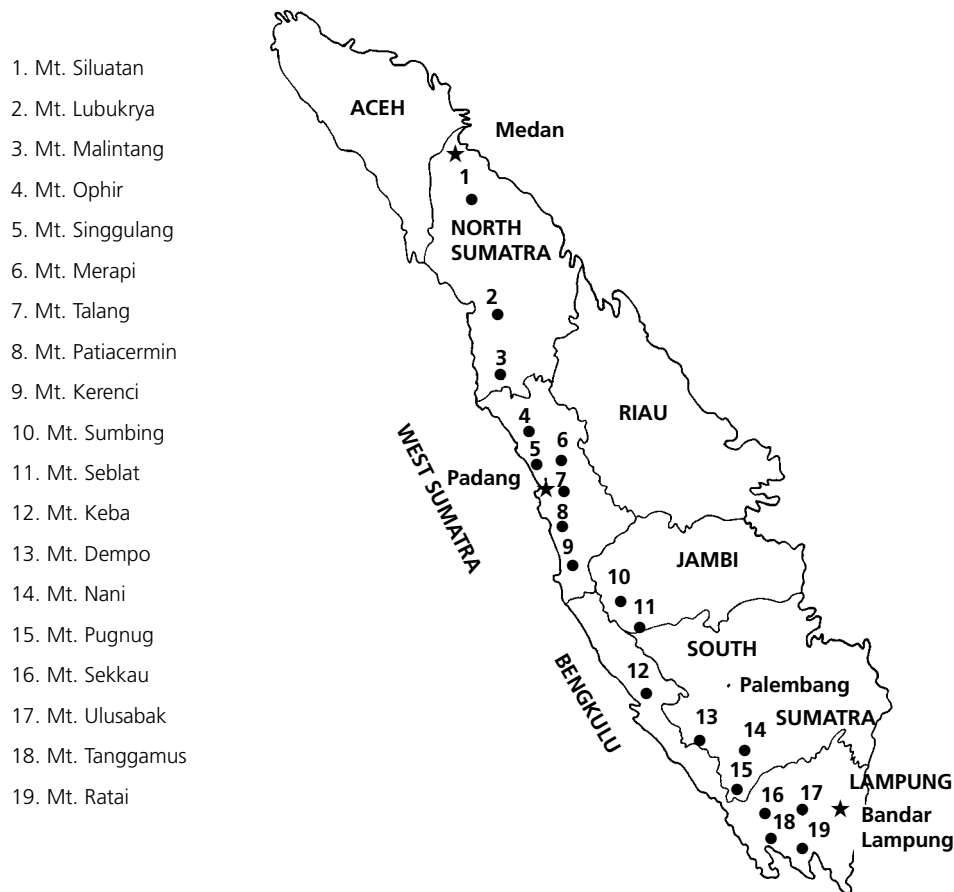 1. Mt. Siluatan
2. Mt. Lubukrya
3. Mt. Malintang
4. Mt. Ophir
5. Mt. Singgulang
6. Mt. Merapi
7. Mt. Talang
8. Mt. Patiacermin
9. Mt. Kerenci
10. Mt. Sumbing
11. Mt. Seblat
12. Mt. Keba
13. Mt. Dempo
14. Mt. Nani
15. Mt. Pugnug
16. Mt. Sekkau
17. Mt. Ulusabak
18. Mt. Tanggamus
19. Mt. Ratai
ACEH
Medan
1
NORTH
SUMATRA
2
3
4
5
6
RIAU
WEST SUMATRA
Padang
7
8
9
JAMBI
10
11
SOUTH
BENGKULU
12
Palembang
SUMATRA
13
14
15
LAMPUNG
16
17
Bandar
Lampung
18
19